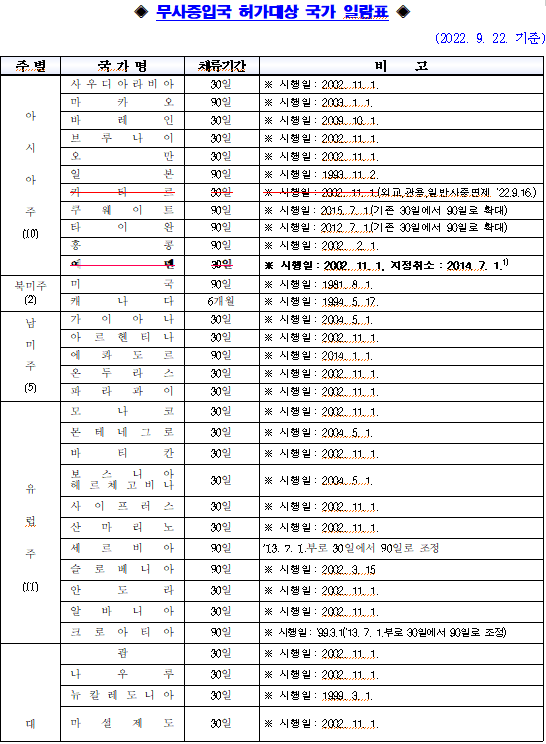 ◈ 무사증입국 허가대상 국가 일람표 ◈
(2022. 9. 22. 기준)
주 별 국 가 명 체류기간 비 고
아 시 아 주 (10)
사 우 디 아 라 비 아 30일 ※ 시행일 : 2002. 11. 1.
마 카 오 90일 ※ 시행일 : 2003. 1. 1.
바 레 인 30일 ※ 시행일 : 2009. 10. 1.
브 루 나 이 30일 ※ 시행일 : 2002. 11. 1.
오 만 30일 ※ 시행일 : 2002. 11. 1.
일 본 90일 ※ 시행일 : 1993. 11. 2.
카 타 르 30일 ※ 시행일 : 2002. 11. 1.(외교,관용,일반사증면제 '22.9.16.)
쿠 웨 이 트 90일 ※ 시행일 : 2015. 7. 1.(기존 30일에서 90일로 확대)
타 이 완 90일 ※ 시행일 : 2012. 7. 1.(기존 30일에서 90일로 확대)
홍 콩 90일 ※ 시행일 : 2002. 2. 1.
예 멘 30일 ※ 시행일 : 2002. 11. 1. 지정취소 : 2014. 7. 1.1)
북미주 (2)
미 국 90일 ※ 시행일 : 1981. 8. 1.
캐 나 다 6개월 ※ 시행일 : 1994. 5. 17.
남 미 주 (5)
가 이 아 나 30일 ※ 시행일 : 2004. 5. 1.
아 르 헨 티 나 30일 ※ 시행일 : 2002. 11. 1.
에 콰 도 르 90일 ※ 시행일 : 2014. 1. 1.
온 두 라 스 30일 ※ 시행일 : 2002. 11. 1.
파 라 과 이 30일 ※ 시행일 : 2002. 11. 1.
유 럽 주 (11)
모 나 코 30일 ※ 시행일 : 2002. 11. 1.
몬 테 네 그 로 30일 ※ 시행일 : 2004. 5. 1.
바 티 칸 30일 ※ 시행일 : 2002. 11. 1.
보 스 니 아
헤 르 체 고 비 나 30일 ※ 시행일 : 2004. 5. 1.
사 이 프 러 스 30일 ※ 시행일 : 2002. 11. 1.
산 마 리 노 30일 ※ 시행일 : 2002. 11. 1.
세 르 비 아 90일 '13. 7. 1.부로 30일에서 90일로 조정
슬 로 베 니 아 90일 ※ 시행일 : 2002. 3. 15
안 도 라 30일 ※ 시행일 : 2002. 11. 1.
알 바 니 아 30일 ※ 시행일 : 2002. 11. 1.
크 로 아 티 아 90일 ※ 시행일 : '99.3.1('13. 7. 1.부로 30일에서 90일로 조정)
대
괌 30일 ※ 시행일 : 2002. 11. 1.
나 우 루 30일 ※ 시행일 : 2002. 11. 1.
뉴 칼 레 도 니 아 30일 ※ 시행일 : 1999. 3. 1.
마 셜 제 도 30일 ※ 시행일 : 2002. 11. 1.